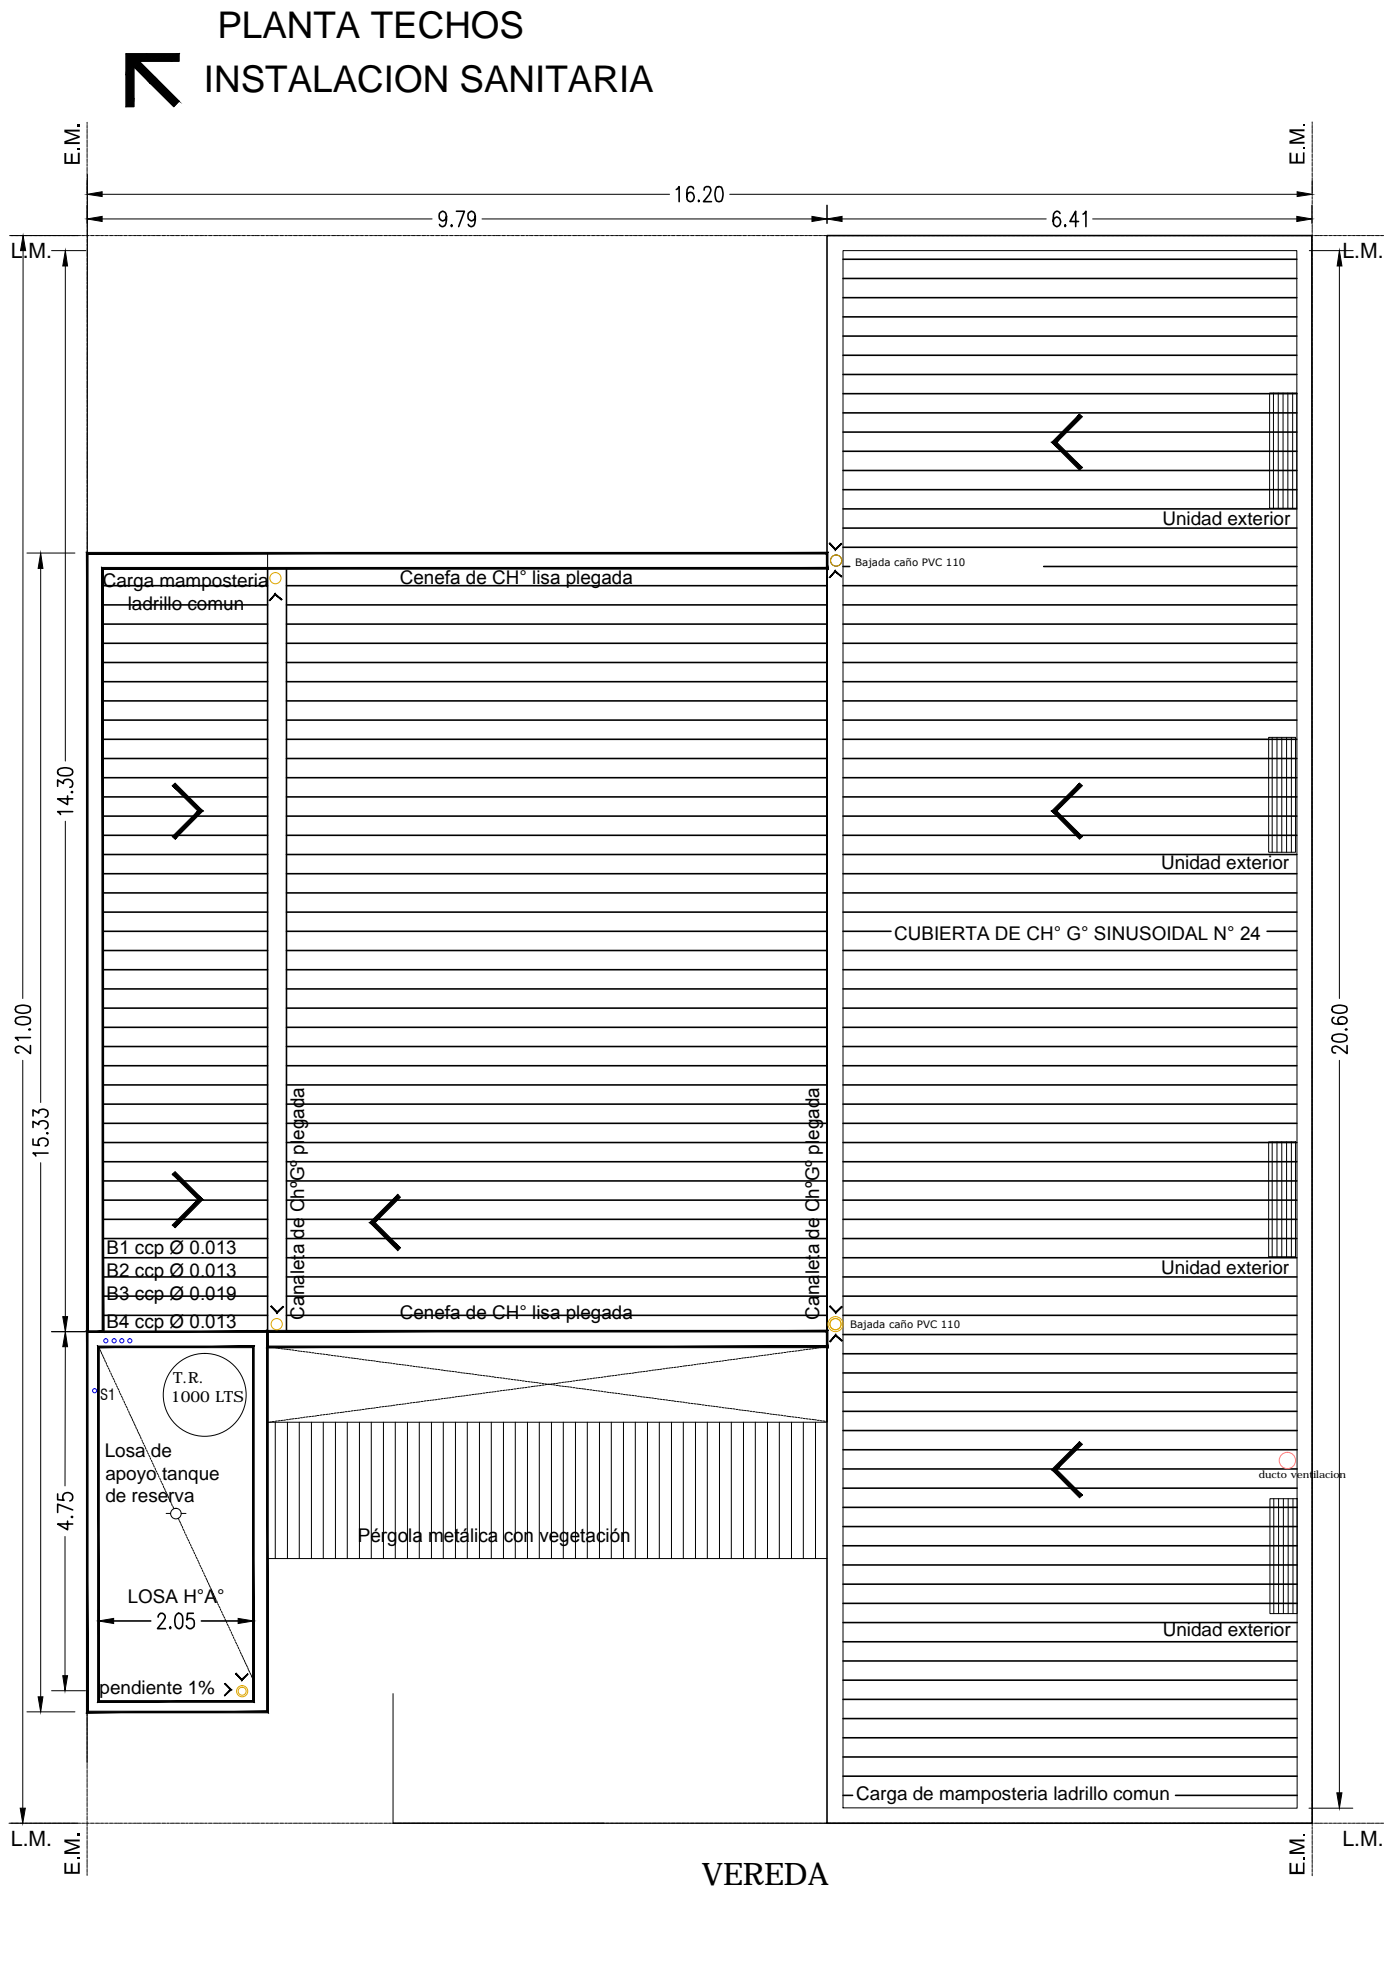 PLANTA TECHOS
INSTALACION SANITARIA
E.M.
E.M.
16.20
9.79
6.41
L.M.
L.M.
Unidad exterior
Bajada caño PVC 110
Carga mamposteria
ladrillo comun
Cenefa de CH° lisa plegada
14.30
Unidad exterior
CUBIERTA DE CH° G° SINUSOIDAL N° 24
21.00
20.60
15.33
Canaleta de Ch°G° plegada
Canaleta de Ch°G° plegada
B1 ccp Ø 0.013
B2 ccp Ø 0.013
B3 ccp Ø 0.019
B4 ccp Ø 0.013
Unidad exterior
Cenefa de CH° lisa plegada
Bajada caño PVC 110
T.R.
1000 LTS
S1
Losa de
apoyo tanque
de reserva
4.75
ducto ventilacion
Pérgola metálica con vegetación
LOSA H°A°
2.05
Unidad exterior
pendiente 1%
Carga de mamposteria ladrillo comun
L.M.
L.M.
E.M.
E.M.
VEREDA